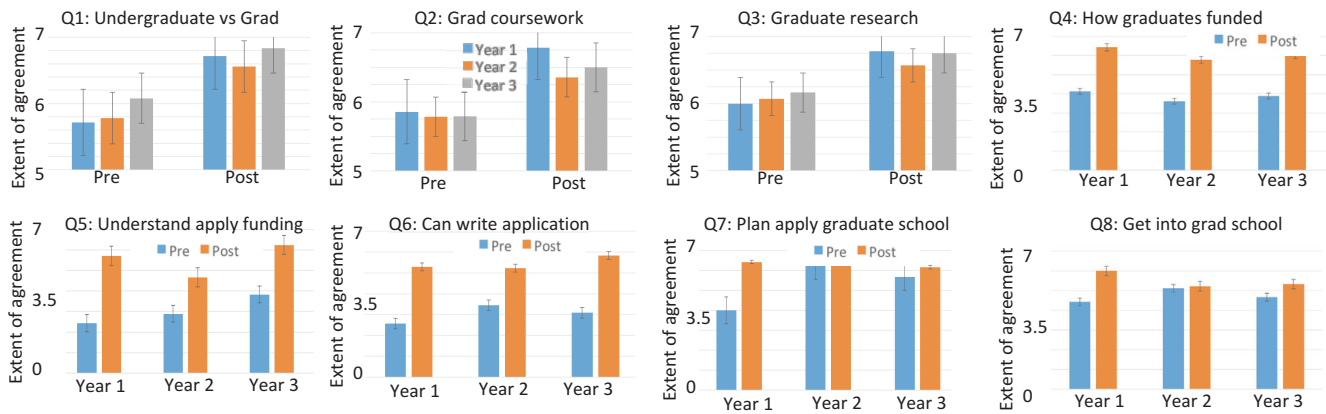 Q1: Undergraduate vs Grad
Extent of agreement
7
6
5
Pre
Post
Q2: Grad coursework
Extent of agreement
7
6
5
Year 1
Year 2
Year 3
Pre
Post
Q3: Graduate research
Extent of agreement
7
6
5
Pre
Post
Q4: How graduates funded
Extent of agreement
7
3.5
0
Pre Post
Year 1 Year 2 Year 3
Q5: Understand apply funding
Extent of agreement
7
3.5
0
Pre Post
Year 1 Year 2 Year 3
Q6: Can write application
Extent of agreement
7
3.5
0
Pre Post
Year 1 Year 2 Year 3
Q7: Plan apply graduate school
Extent of agreement
7
3.5
0
Pre
Post
Year 1 Year 2 Year 3
Q8: Get into grad school
Extent of agreement
7
3.5
0
Year 1 Year 2 Year 3